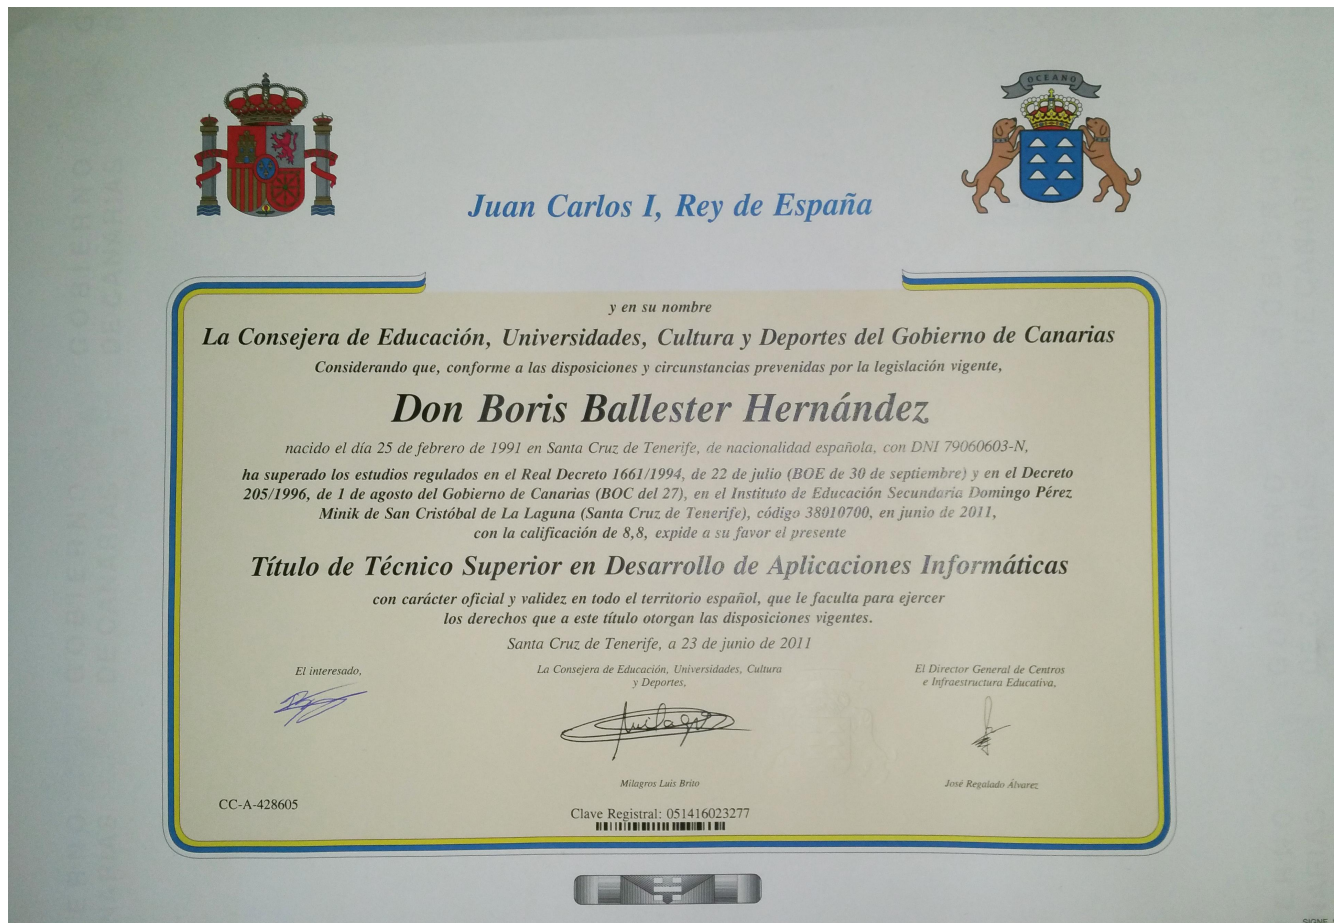 OCEANO
Juan Carlos I, Rey de España
y en su nombre
La Consejera de Educación, Universidades, Cultura y Deportes del Gobierno de Canarias
Considerando que, conforme a las disposiciones y circunstancias prevenidas por la legislación vigente,
Don Boris Ballester Hernández
nacido el día 25 de febrero de 1991 en Santa Cruz de Tenerife, de nacionalidad española, con DNI 79060603-N,
ha superado los estudios regulados en el Real Decreto 1661/1994, de 22 de julio (BOE de 30 de septiembre) y en el Decreto
205/1996, de 1 de agosto del Gobierno de Canarias (BOC del 27), en el Instituto de Educación Secundaria Domingo Pérez
Minik de San Cristóbal de La Laguna (Santa Cruz de Tenerife), código 38010700, en junio de 2011,
con la calificación de 8,8, expide a su favor el presente
Título de Técnico Superior en Desarrollo de Aplicaciones Informáticas
con carácter oficial y validez en todo el territorio español, que le faculta para ejercer
los derechos que a este título otorgan las disposiciones vigentes.
Santa Cruz de Tenerife, a 23 de junio de 2011
El interesado,
La Consejera de Educación, Universidades, Cultura
y Deportes,
El Director General de Centros
e Infraestructura Educativa,
Milagros
Milagros Luis Brito
José Regalado Álvarez
CC-A-428605
Clave Registral: 051416023277